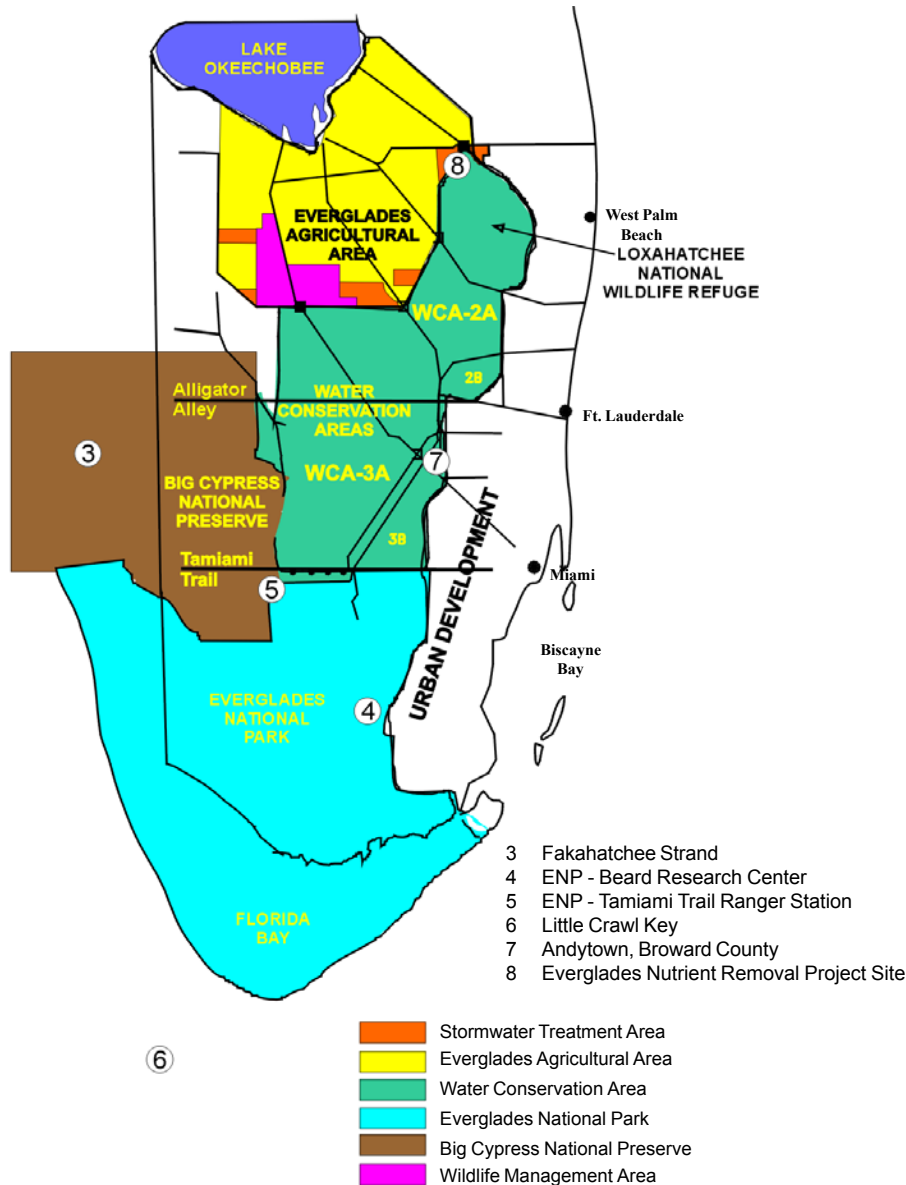 LAKE
OKEECHOBEE
8
West Palm
Beach
EVERGLADES
AGRICULTURAL
AREA
LOXAHATCHEE
NATIONAL
WILDLIFE REFUGE
WCA-2A
2B
Alligator
Alley
WATER
CONSERVATION
AREAS
Ft. Lauderdale
3
7
WCA-3A
BIG CYPRESS
NATIONAL
PRESERVE
3B
Tamiami
Trail
5
Miami
URBAN DEVELOPMENT
Biscayne
Bay
EVERGLADES
NATIONAL
PARK
4
FLORIDA
BAY
3 Fakahatchee Strand
4 ENP - Beard Research Center
5 ENP - Tamiami Trail Ranger Station
6 Little Crawl Key
7 Andytown, Broward County
8 Everglades Nutrient Removal Project Site
6
Stormwater Treatment Area
Everglades Agricultural Area
Water Conservation Area
Everglades National Park
Big Cypress National Preserve
Wildlife Management Area